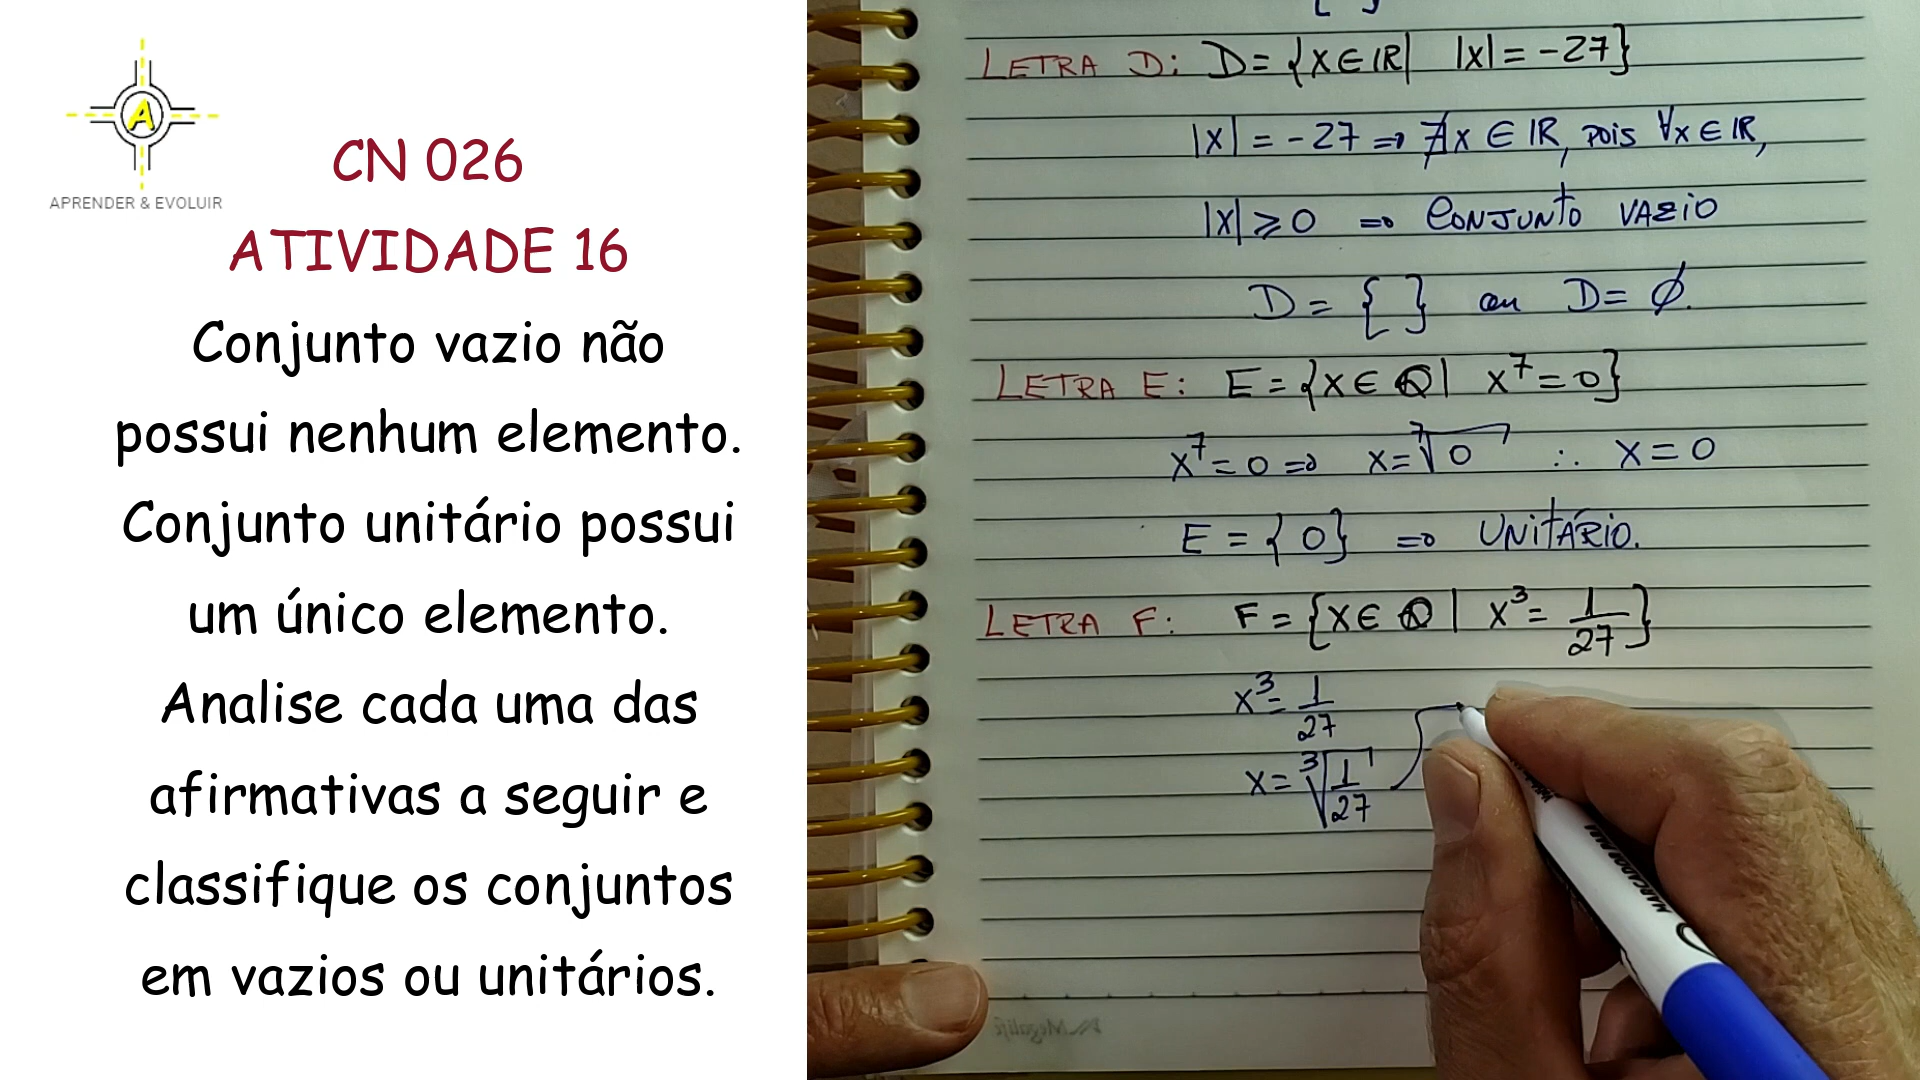 A
APRENDER & EVOLUIR
CN 026
ATIVIDADE 16
Conjunto vazio não
possui nenhum elemento.
Conjunto unitário possui
um único elemento.
Analise cada uma das
afirmativas a seguir e
classifique os conjuntos
em vazios ou unitários.
LETRA D: D = {x ∈ ℝ | |x| = -27}
|x| = -27 ⇒ ∄x ∈ ℝ, pois ∀x ∈ ℝ,
|x| ⩾ 0 ⇒ CONJUNTO VAZIO
D = { } ou D = ∅.
LETRA E: E = {x ∈ ℚ | x⁷ = 0}
x⁷ = 0 ⇒ x = ⁷√0 ∴ x = 0
E = {0} ⇒ UNITÁRIO.
LETRA F: F = {x ∈ ℚ | x³ = 1/27}
x³ = 1/27
x = ³√(1/27)
MARCADOR PARA